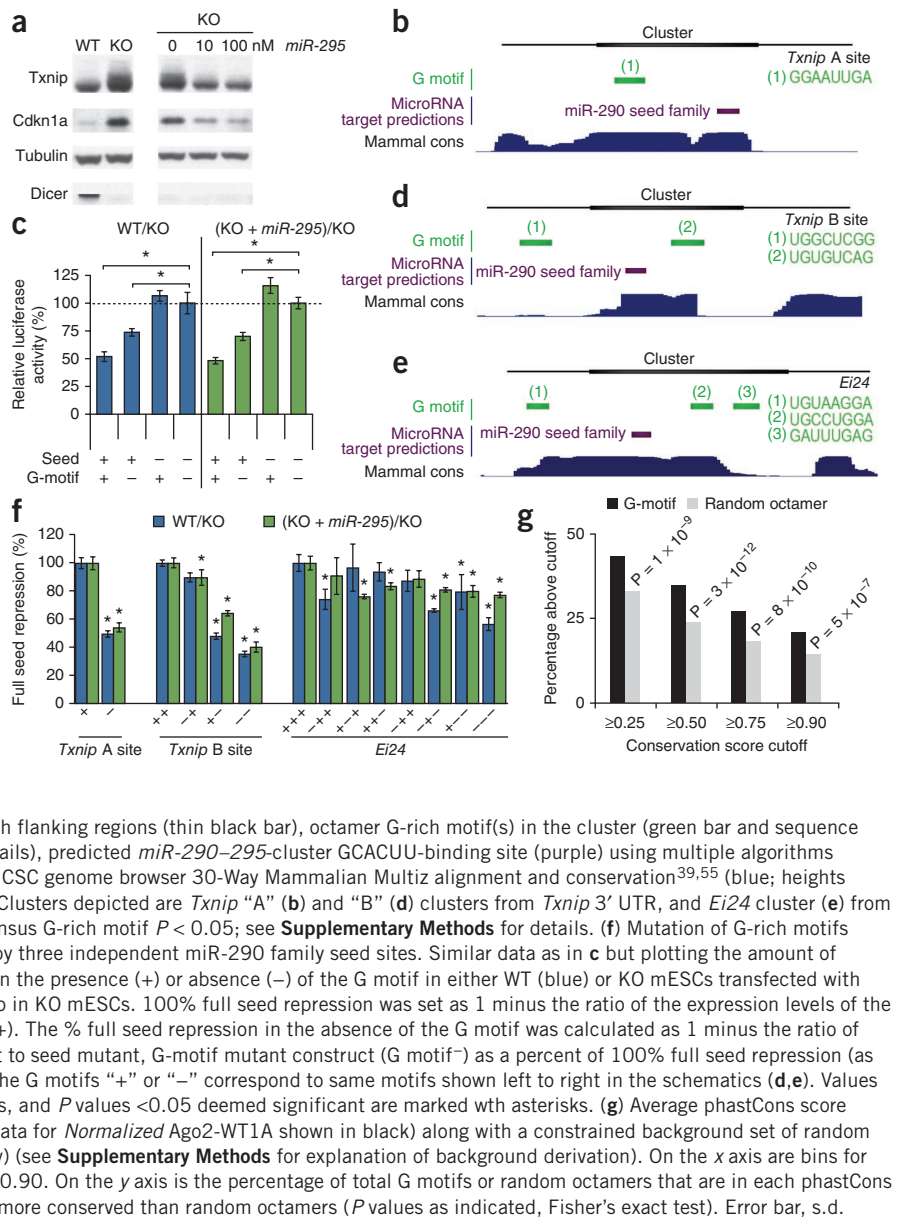 a
KO
WT KO 0 10 100 nM miR-295
Txnip
Cdkn1a
Tubulin
Dicer
b
Cluster
Txnip A site
(1) GGAAUUGA
G motif
(1)
MicroRNA
target predictions
miR-290 seed family
Mammal cons
c
WT/KO (KO + miR-295)/KO
* *
* *
Relative luciferase
activity (%)
125
100
75
50
25
0
Seed + + − − + + − −
G-motif + − + − + − + −
d
Cluster
Txnip B site
(1) UGGCUCGG
(2) UGUGUCAG
G motif
(1) (2)
MicroRNA
target predictions
miR-290 seed family
Mammal cons
e
Cluster
Ei24
(1) UGUAAGGA
(2) UGCCUGGA
(3) GAUUUGAG
G motif
(1) (2) (3)
MicroRNA
target predictions
miR-290 seed family
Mammal cons
f
WT/KO (KO + miR-295)/KO
Full seed repression (%)
120
100
80
60
40
20
0
* * * * * * * * * * * * * * * *
+ − ++ −+ +− −− +++ −++ +−+ ++− −−+ −+− +−− −−−
Txnip A site Txnip B site Ei24
g
G-motif Random octamer
Percentage above cutoff
50
25
0
P = 1 × 10−9
P = 3 × 10−12
P = 8 × 10−10
P = 5 × 10−7
≥0.25 ≥0.50 ≥0.75 ≥0.90
Conservation score cutoff
h flanking regions (thin black bar), octamer G-rich motif(s) in the cluster (green bar and sequence
ails), predicted miR-290–295-cluster GCACUU-binding site (purple) using multiple algorithms
CSC genome browser 30-Way Mammalian Multiz alignment and conservation39,55 (blue; heights
Clusters depicted are Txnip “A” (b) and “B” (d) clusters from Txnip 3′ UTR, and Ei24 cluster (e) from
nsus G-rich motif P < 0.05; see Supplementary Methods for details. (f) Mutation of G-rich motifs
by three independent miR-290 family seed sites. Similar data as in c but plotting the amount of
n the presence (+) or absence (−) of the G motif in either WT (blue) or KO mESCs transfected with
o in KO mESCs. 100% full seed repression was set as 1 minus the ratio of the expression levels of the
+). The % full seed repression in the absence of the G motif was calculated as 1 minus the ratio of
t to seed mutant, G-motif mutant construct (G motif−) as a percent of 100% full seed repression (as
he G motifs “+” or “−” correspond to same motifs shown left to right in the schematics (d,e). Values
s, and P values <0.05 deemed significant are marked wth asterisks. (g) Average phastCons score
ata for Normalized Ago2-WT1A shown in black) along with a constrained background set of random
y) (see Supplementary Methods for explanation of background derivation). On the x axis are bins for
0.90. On the y axis is the percentage of total G motifs or random octamers that are in each phastCons
more conserved than random octamers (P values as indicated, Fisher’s exact test). Error bar, s.d.